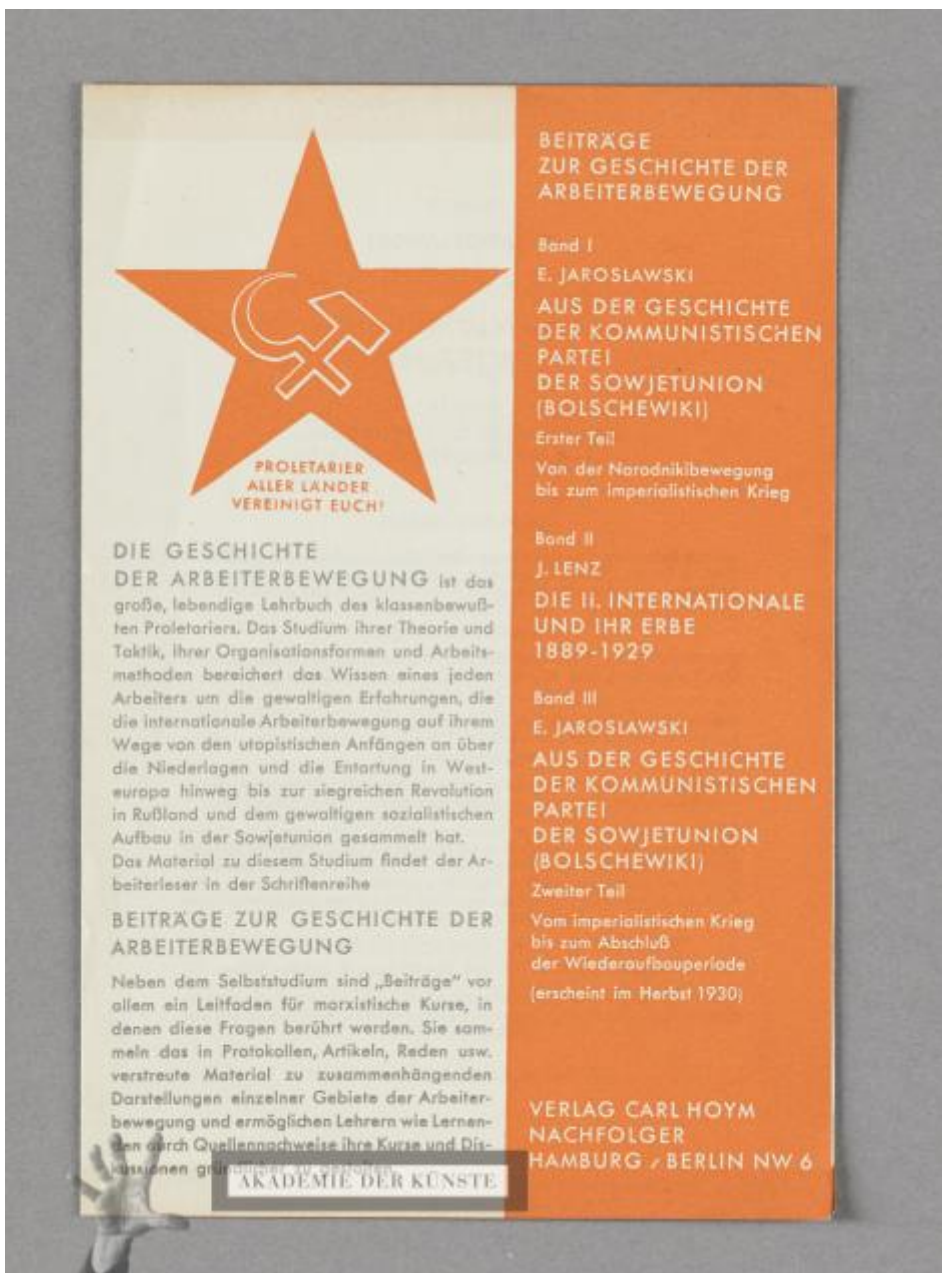 PROLETARIER
ALLER LÄNDER
VEREINIGT EUCH!
DIE GESCHICHTE
DER ARBEITERBEWEGUNG ist das
große, lebendige Lehrbuch des klassenbewuß-
ten Proletariers. Das Studium ihrer Theorie und
Taktik, ihrer Organisationsformen und Arbeits-
methoden bereichert das Wissen eines jeden
Arbeiters um die gewaltigen Erfahrungen, die
die internationale Arbeiterbewegung auf ihrem
Wege von den utopistischen Anfängen an über
die Niederlagen und die Entartung in West-
europa hinweg bis zur siegreichen Revolution
in Rußland und dem gewaltigen sozialistischen
Aufbau in der Sowjetunion gesammelt hat.
Das Material zu diesem Studium findet der Ar-
beiterleser in der Schriftenreihe
BEITRÄGE ZUR GESCHICHTE DER
ARBEITERBEWEGUNG
Neben dem Selbststudium sind „Beiträge“ vor
allem ein Leitfaden für marxistische Kurse, in
denen diese Fragen berührt werden. Sie sam-
meln das in Protokollen, Artikeln, Reden usw.
verstreute Material zu zusammenhängenden
Darstellungen einzelner Gebiete der Arbeiter-
bewegung und ermöglichen Lehrern wie Lernen-
den durch Quellennachweise ihre Kurse und Dis-
kussionen gründlicher zu gestalten.
BEITRÄGE
ZUR GESCHICHTE DER
ARBEITERBEWEGUNG
Band I
E. JAROSLAWSKI
AUS DER GESCHICHTE
DER KOMMUNISTISCHEN
PARTEI
DER SOWJETUNION
(BOLSCHEWIKI)
Erster Teil
Von der Narodnikibewegung
bis zum imperialistischen Krieg
Band II
J. LENZ
DIE II. INTERNATIONALE
UND IHR ERBE
1889-1929
Band III
E. JAROSLAWSKI
AUS DER GESCHICHTE
DER KOMMUNISTISCHEN
PARTEI
DER SOWJETUNION
(BOLSCHEWIKI)
Zweiter Teil
Vom imperialistischen Krieg
bis zum Abschluß
der Wiederaufbauperiode
(erscheint im Herbst 1930)
VERLAG CARL HOYM
NACHFOLGER
HAMBURG / BERLIN NW 6
AKADEMIE DER KÜNSTE